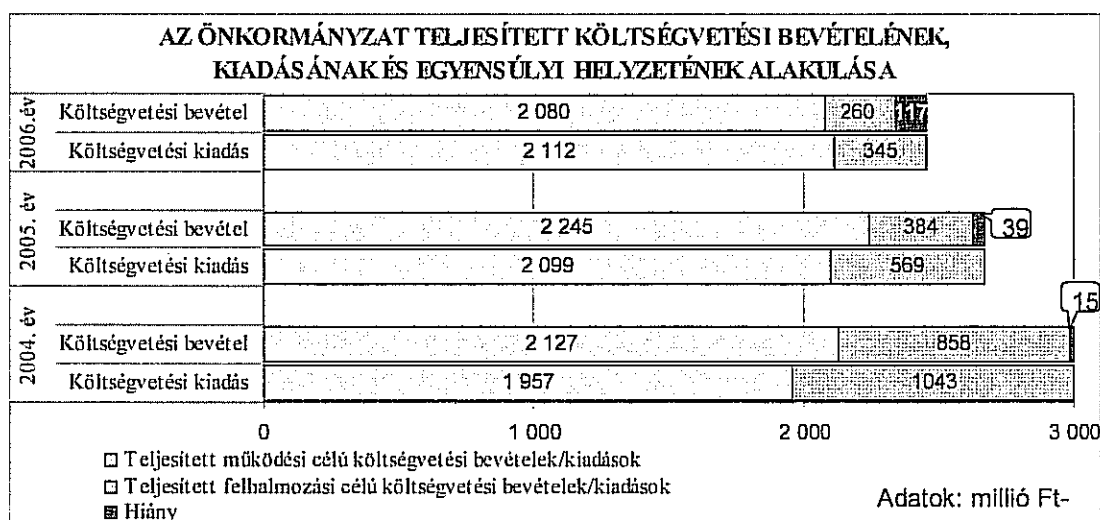 AZ ÖNKORMÁNYZAT TELJESÍTETT KÖLTSÉGVETÉSI BEVÉTELÉNEK,
KIADÁSÁNAK ÉS EGYENSÚLYI HELYZETÉNEK ALAKULÁSA
2006.év
Költségvetési bevétel 2 080 260 117
Költségvetési kiadás 2 112 345
2005. év
Költségvetési bevétel 2 245 384 39
Költségvetési kiadás 2 099 569
2004. év
Költségvetési bevétel 2 127 858 15
Költségvetési kiadás 1 957 1043
0 1 000 2 000 3 000
Teljesített működési célú költségvetési bevételek/kiadások
Teljesített felhalmozási célú költségvetési bevételek/kiadások
Hiány
Adatok: millió Ft-